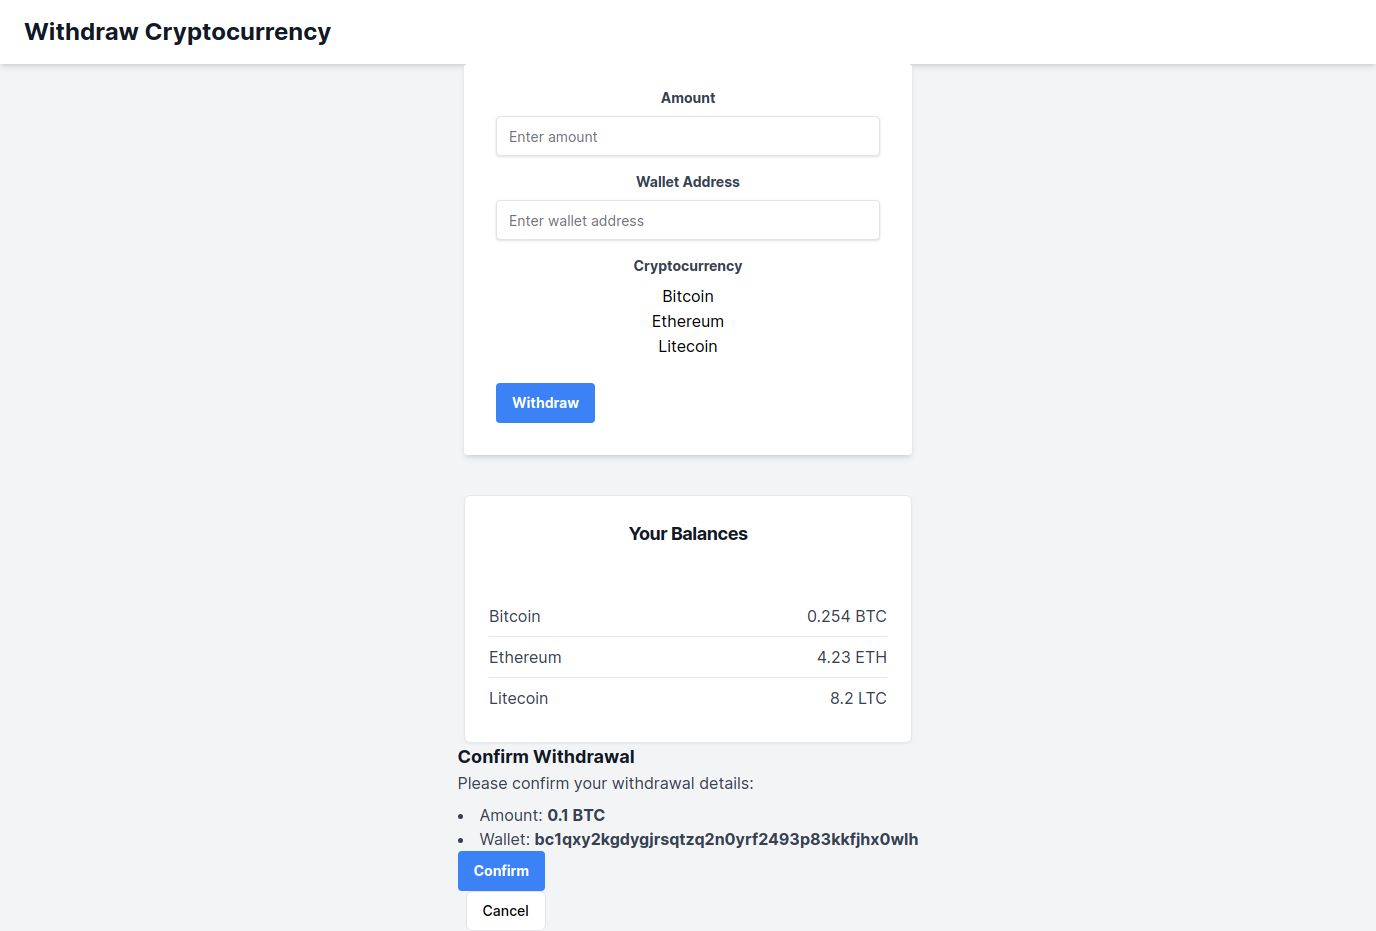 Withdraw Cryptocurrency
Amount
Enter amount
Wallet Address
Enter wallet address
Cryptocurrency
Bitcoin
Ethereum
Litecoin
Withdraw
Your Balances
Bitcoin 0.254 BTC
Ethereum 4.23 ETH
Litecoin 8.2 LTC
Confirm Withdrawal
Please confirm your withdrawal details:
• Amount: 0.1 BTC
• Wallet: bc1qxy2kgdygjrsqtzq2n0yrf2493p83kkfjhx0wlh
Confirm
Cancel